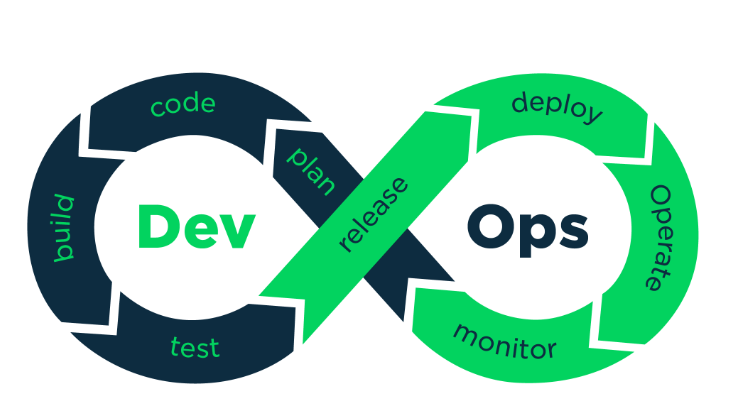 code
deploy
plan
build
Dev
release
Ops
Operate
test
monitor